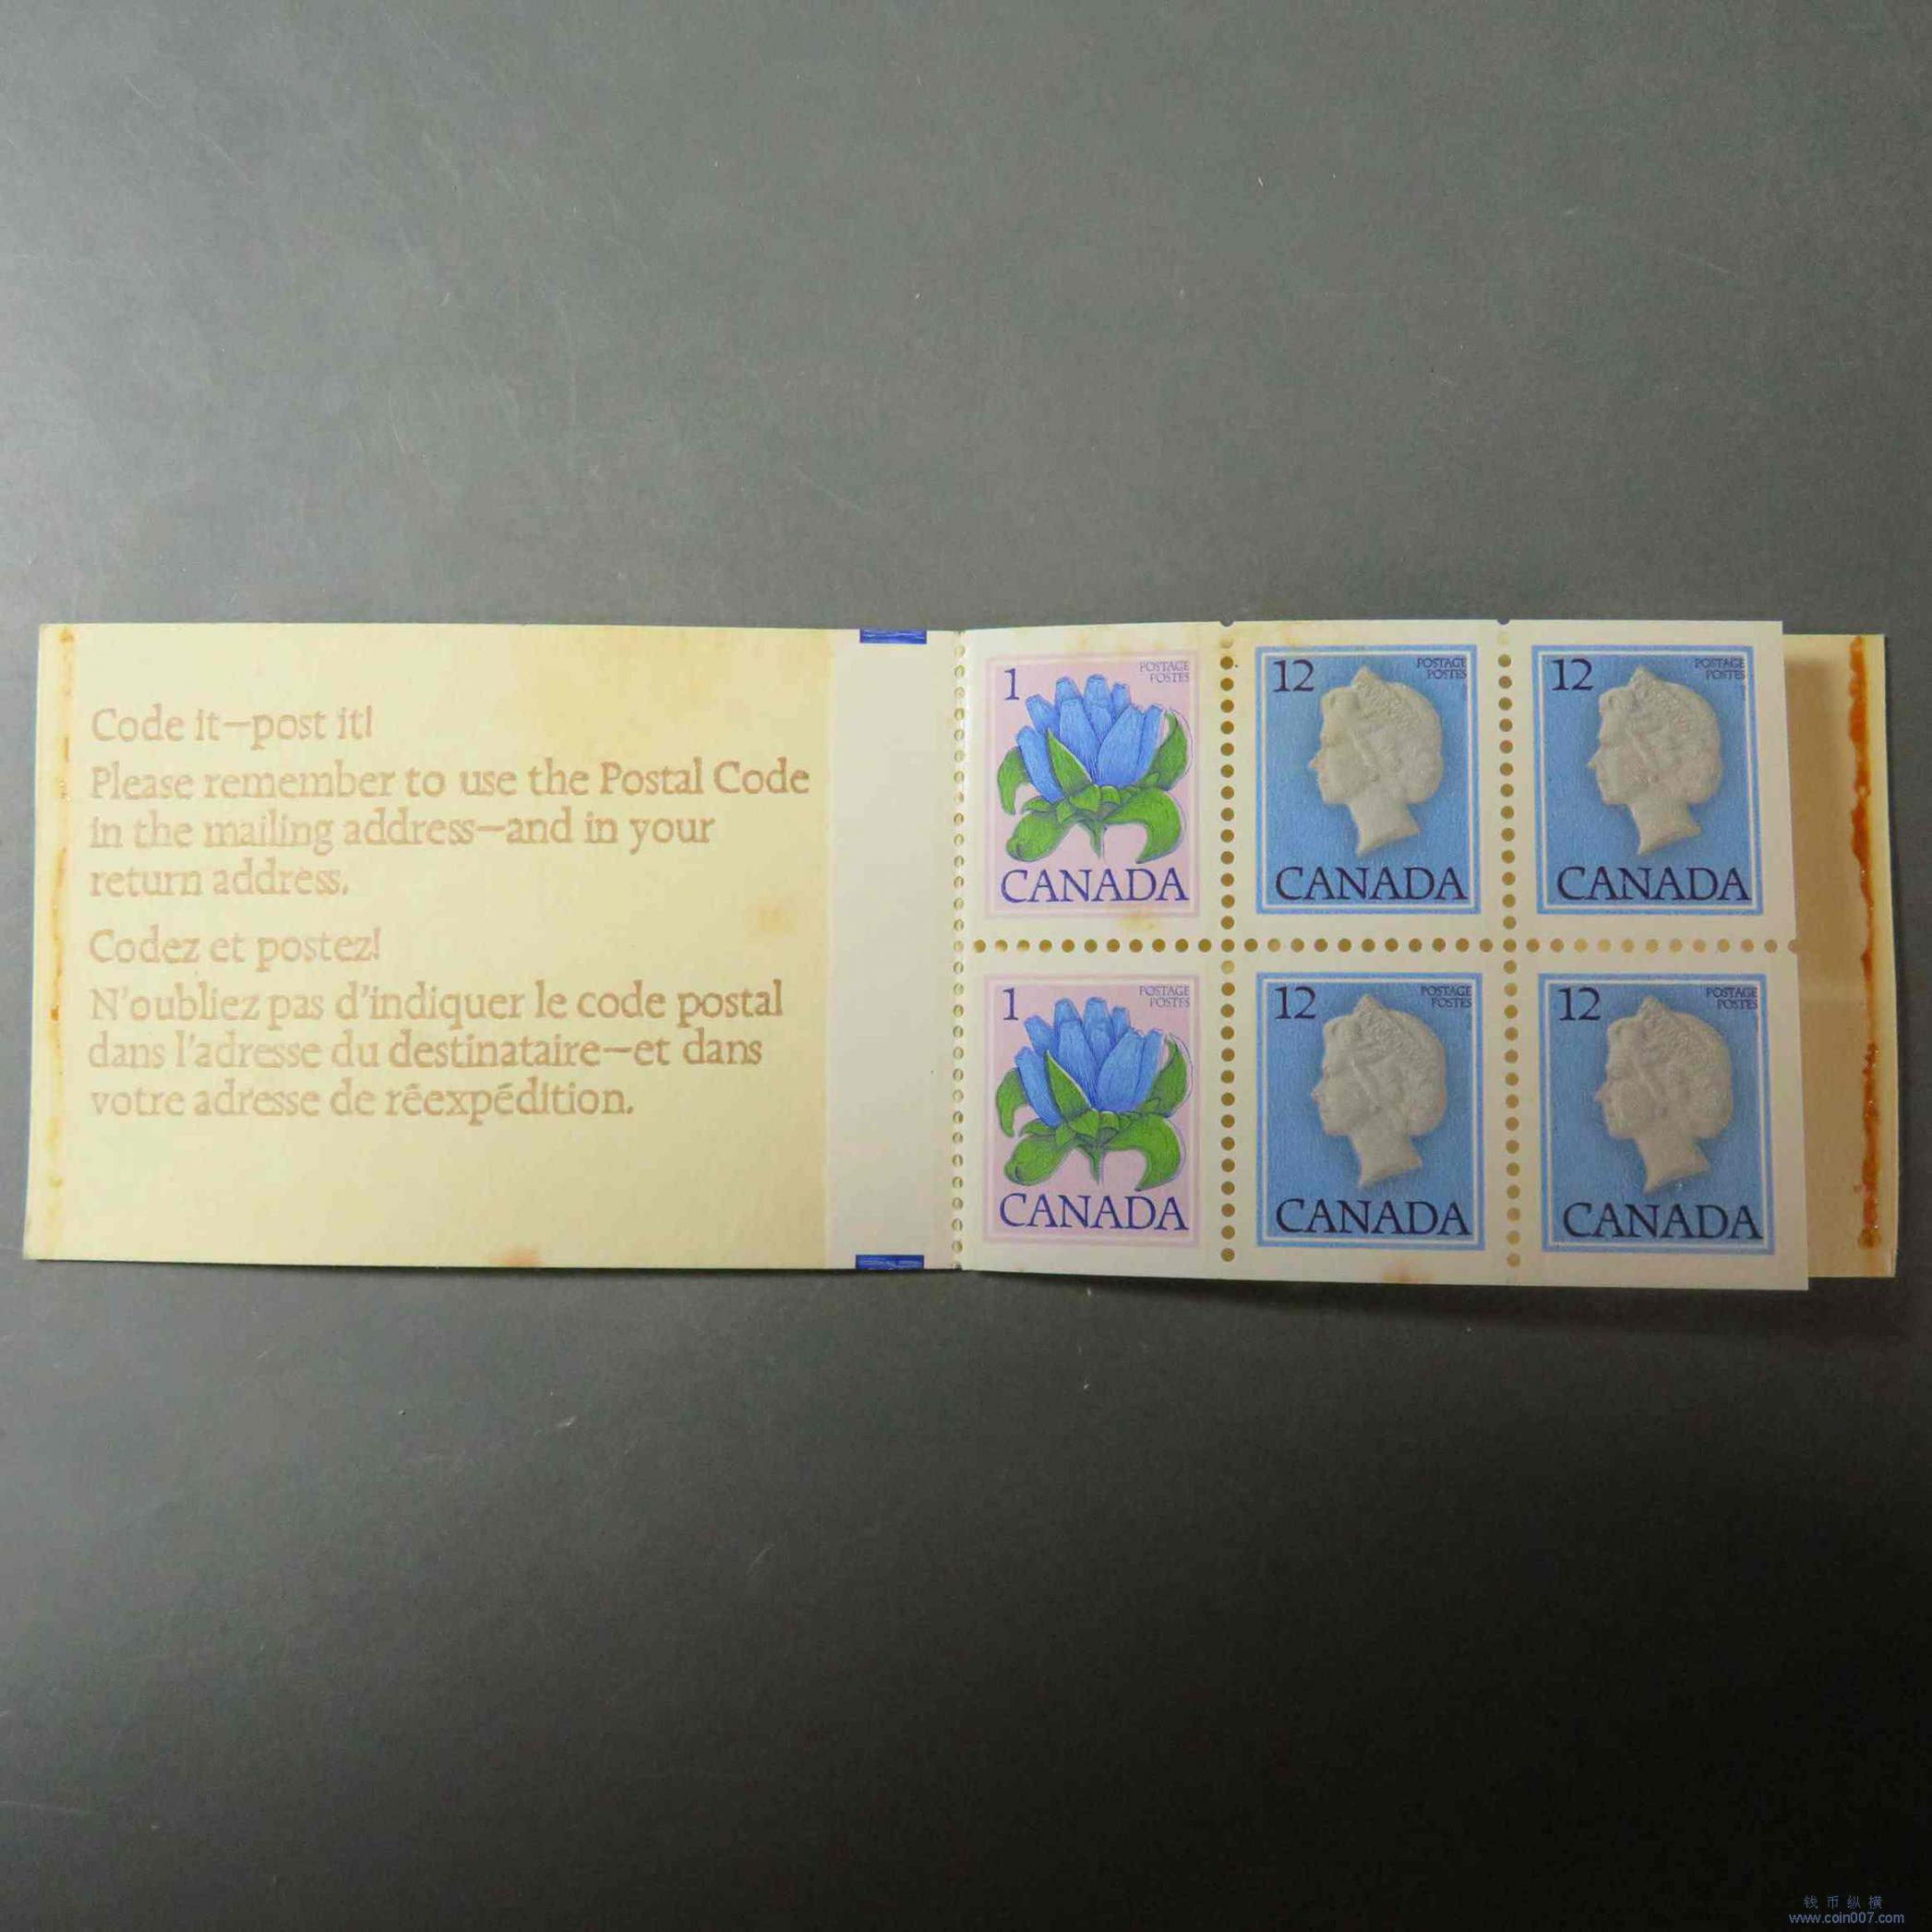 Code it—post it!
Please remember to use the Postal Code
in the mailing address—and in your
return address.
Codez et postez!
N'oubliez pas d'indiquer le code postal
dans l'adresse du destinataire—et dans
votre adresse de réexpédition.
1 POSTAGE
POSTES
CANADA
12 POSTAGE
POSTES
CANADA
12 POSTAGE
POSTES
CANADA
1 POSTAGE
POSTES
CANADA
12 POSTAGE
POSTES
CANADA
12 POSTAGE
POSTES
CANADA
钱币纵横
www.coin007.com